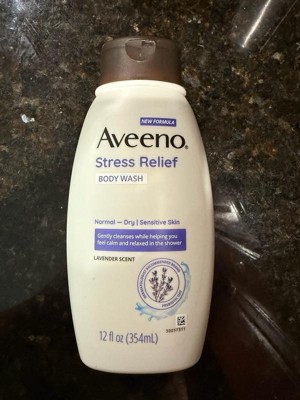 NEW FORMULA
Aveeno®
Stress Relief
BODY WASH
Normal — Dry | Sensitive Skin
Gently cleanses while helping you
feel calm and relaxed in the shower
LAVENDER SCENT
12 fl oz (354mL)